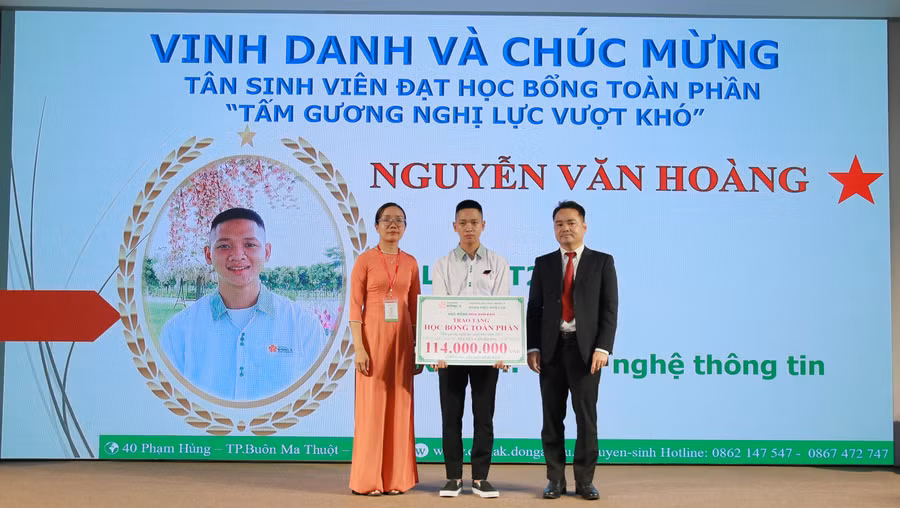 VINH DANH VÀ CHÚC MỪNG
TÂN SINH VIÊN ĐẠT HỌC BỔNG TOÀN PHẦN
“TẤM GƯƠNG NGHỊ LỰC VƯỢT KHÓ”
NGUYỄN VĂN HOÀNG
TRAO TẶNG
HỌC BỔNG TOÀN PHẦN
114.000.000
nghệ thông tin
40 Phạm Hùng – TP.Buôn Ma Thuột
Hotline: 0862 147 547 - 0867 472 747